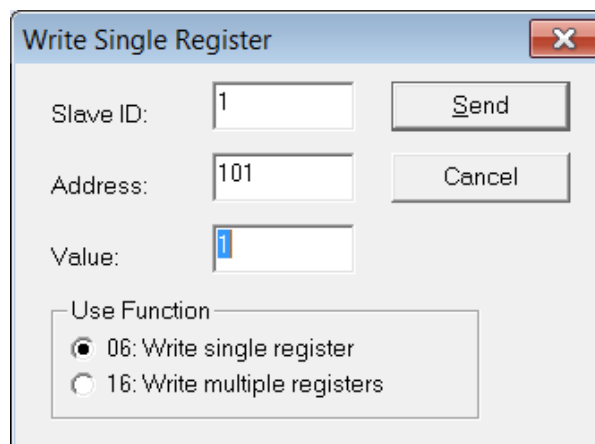 Write Single Register
Slave ID: 1 Send
Address: 101 Cancel
Value: 1
Use Function
06: Write single register
16: Write multiple registers